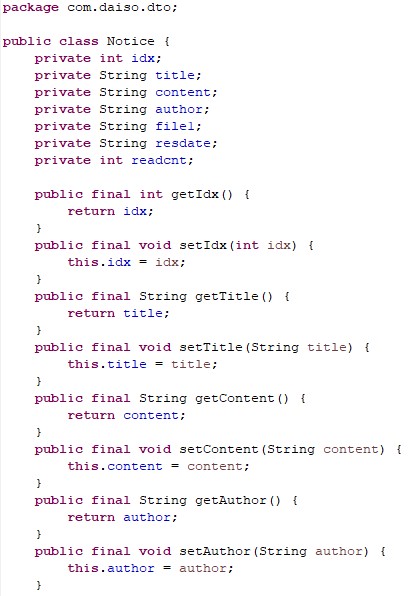 package com.daiso.dto;
public class Notice {
private int idx;
private String title;
private String content;
private String author;
private String file1;
private String resdate;
private int readcnt;
public final int getIdx() {
return idx;
}
public final void setIdx(int idx) {
this.idx = idx;
}
public final String getTitle() {
return title;
}
public final void setTitle(String title) {
this.title = title;
}
public final String getContent() {
return content;
}
public final void setContent(String content) {
this.content = content;
}
public final String getAuthor() {
return author;
}
public final void setAuthor(String author) {
this.author = author;
}